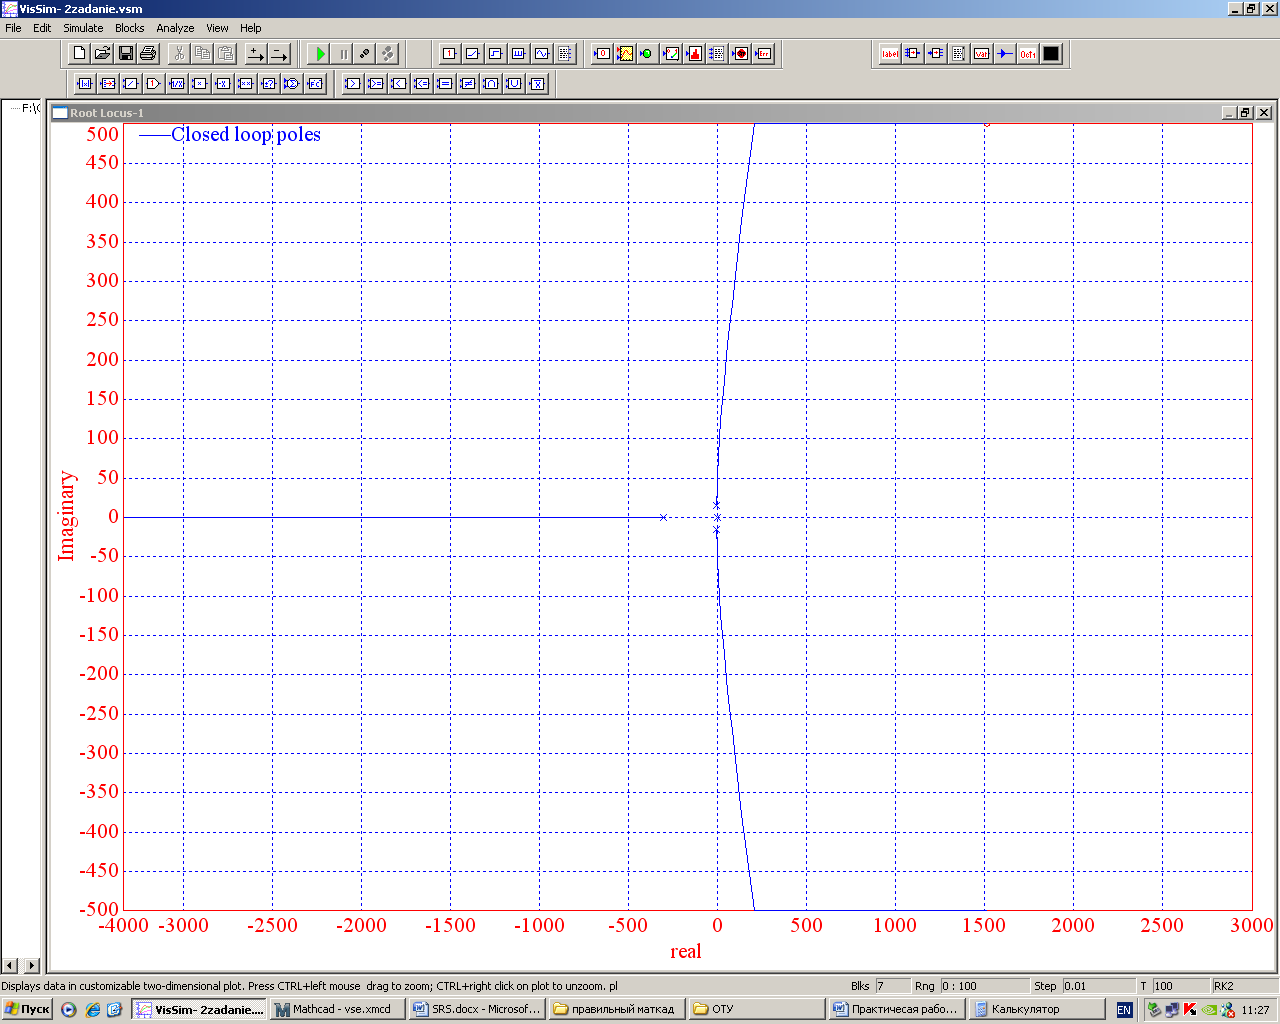 VisSim- 2zadanie.vsm
File Edit Simulate Blocks Analyze View Help
label var Err
F:\
Root Locus-1
Closed loop poles
500
450
400
350
300
250
200
150
100
50
0
-50
-100
-150
-200
-250
-300
-350
-400
-450
-500
Imaginary
-4000 -3000 -2500 -2000 -1500 -1000 -500 0 500 1000 1500 2000 2500 3000
real
Displays data in customizable two-dimensional plot. Press CTRL+left mouse drag to zoom; CTRL+right click on plot to unzoom. pl Blks 7 Rng 0 : 100 Step 0.01 T 100 RK2
Пуск VisSim- 2zadanie.... Mathcad - vse.xmcd SRS.docx - Microsof... правильный маткад ОТУ Практичесая рабо... Калькулятор EN 11:27